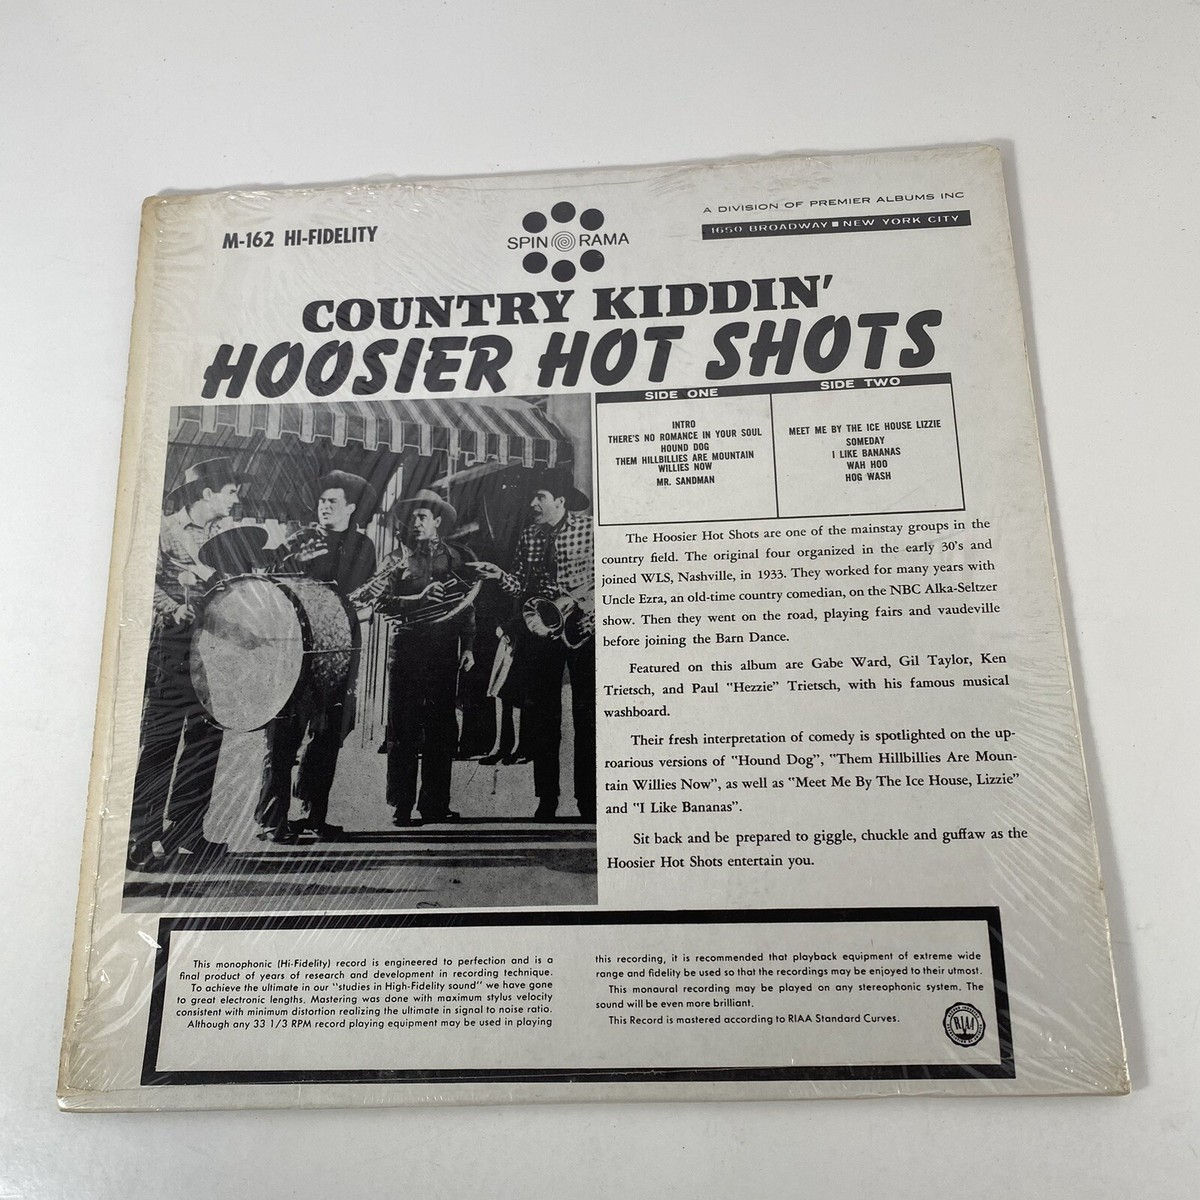 M-162 HI-FIDELITY
SPIN O RAMA
A DIVISION OF PREMIER ALBUMS INC
1650 BROADWAY ■ NEW YORK CITY
COUNTRY KIDDIN'
HOOSIER HOT SHOTS
SIDE ONE
INTRO
THERE'S NO ROMANCE IN YOUR SOUL
HOUND DOG
THEM HILLBILLIES ARE MOUNTAIN
WILLIES NOW
MR. SANDMAN
SIDE TWO
MEET ME BY THE ICE HOUSE LIZZIE
SOMEDAY
I LIKE BANANAS
WAH HOO
HOG WASH
The Hoosier Hot Shots are one of the mainstay groups in the
country field. The original four organized in the early 30's and
joined WLS, Nashville, in 1933. They worked for many years with
Uncle Ezra, an old-time country comedian, on the NBC Alka-Seltzer
show. Then they went on the road, playing fairs and vaudeville
before joining the Barn Dance.
Featured on this album are Gabe Ward, Gil Taylor, Ken
Trietsch, and Paul "Hezzie" Trietsch, with his famous musical
washboard.
Their fresh interpretation of comedy is spotlighted on the up-
roarious versions of "Hound Dog", "Them Hillbillies Are Moun-
tain Willies Now", as well as "Meet Me By The Ice House, Lizzie"
and "I Like Bananas".
Sit back and be prepared to giggle, chuckle and guffaw as the
Hoosier Hot Shots entertain you.
This monophonic (Hi-Fidelity) record is engineered to perfection and is a
final product of years of research and development in recording technique.
To achieve the ultimate in our "studies in High-Fidelity sound" we have gone
to great electronic lengths. Mastering was done with maximum stylus velocity
consistent with minimum distortion realizing the ultimate in signal to noise ratio.
Although any 33 1/3 RPM record playing equipment may be used in playing
this recording, it is recommended that playback equipment of extreme wide
range and fidelity be used so that the recordings may be enjoyed to their utmost.
This monaural recording may be played on any stereophonic system. The
sound will be even more brilliant.
This Record is mastered according to RIAA Standard Curves.
RIAA